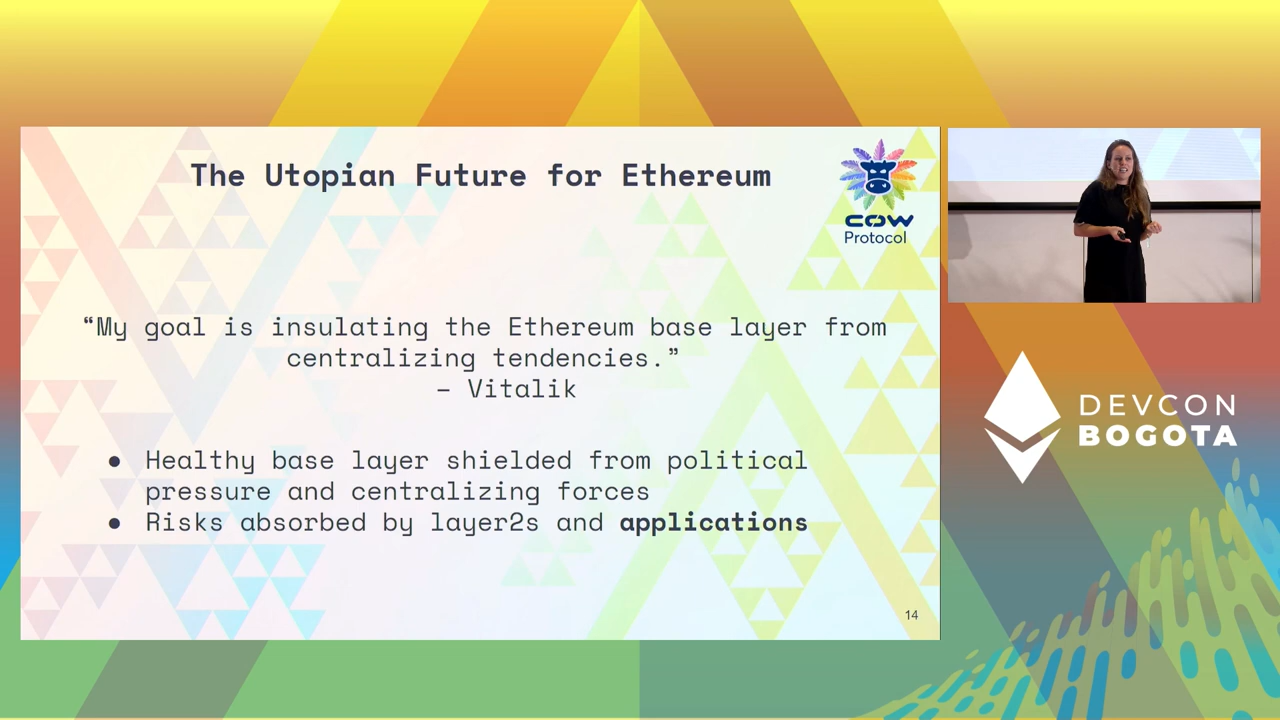 The Utopian Future for Ethereum
COW
Protocol
“My goal is insulating the Ethereum base layer from
centralizing tendencies.”
– Vitalik
● Healthy base layer shielded from political
pressure and centralizing forces
● Risks absorbed by layer2s and applications
14
DEVCON
BOGOTA